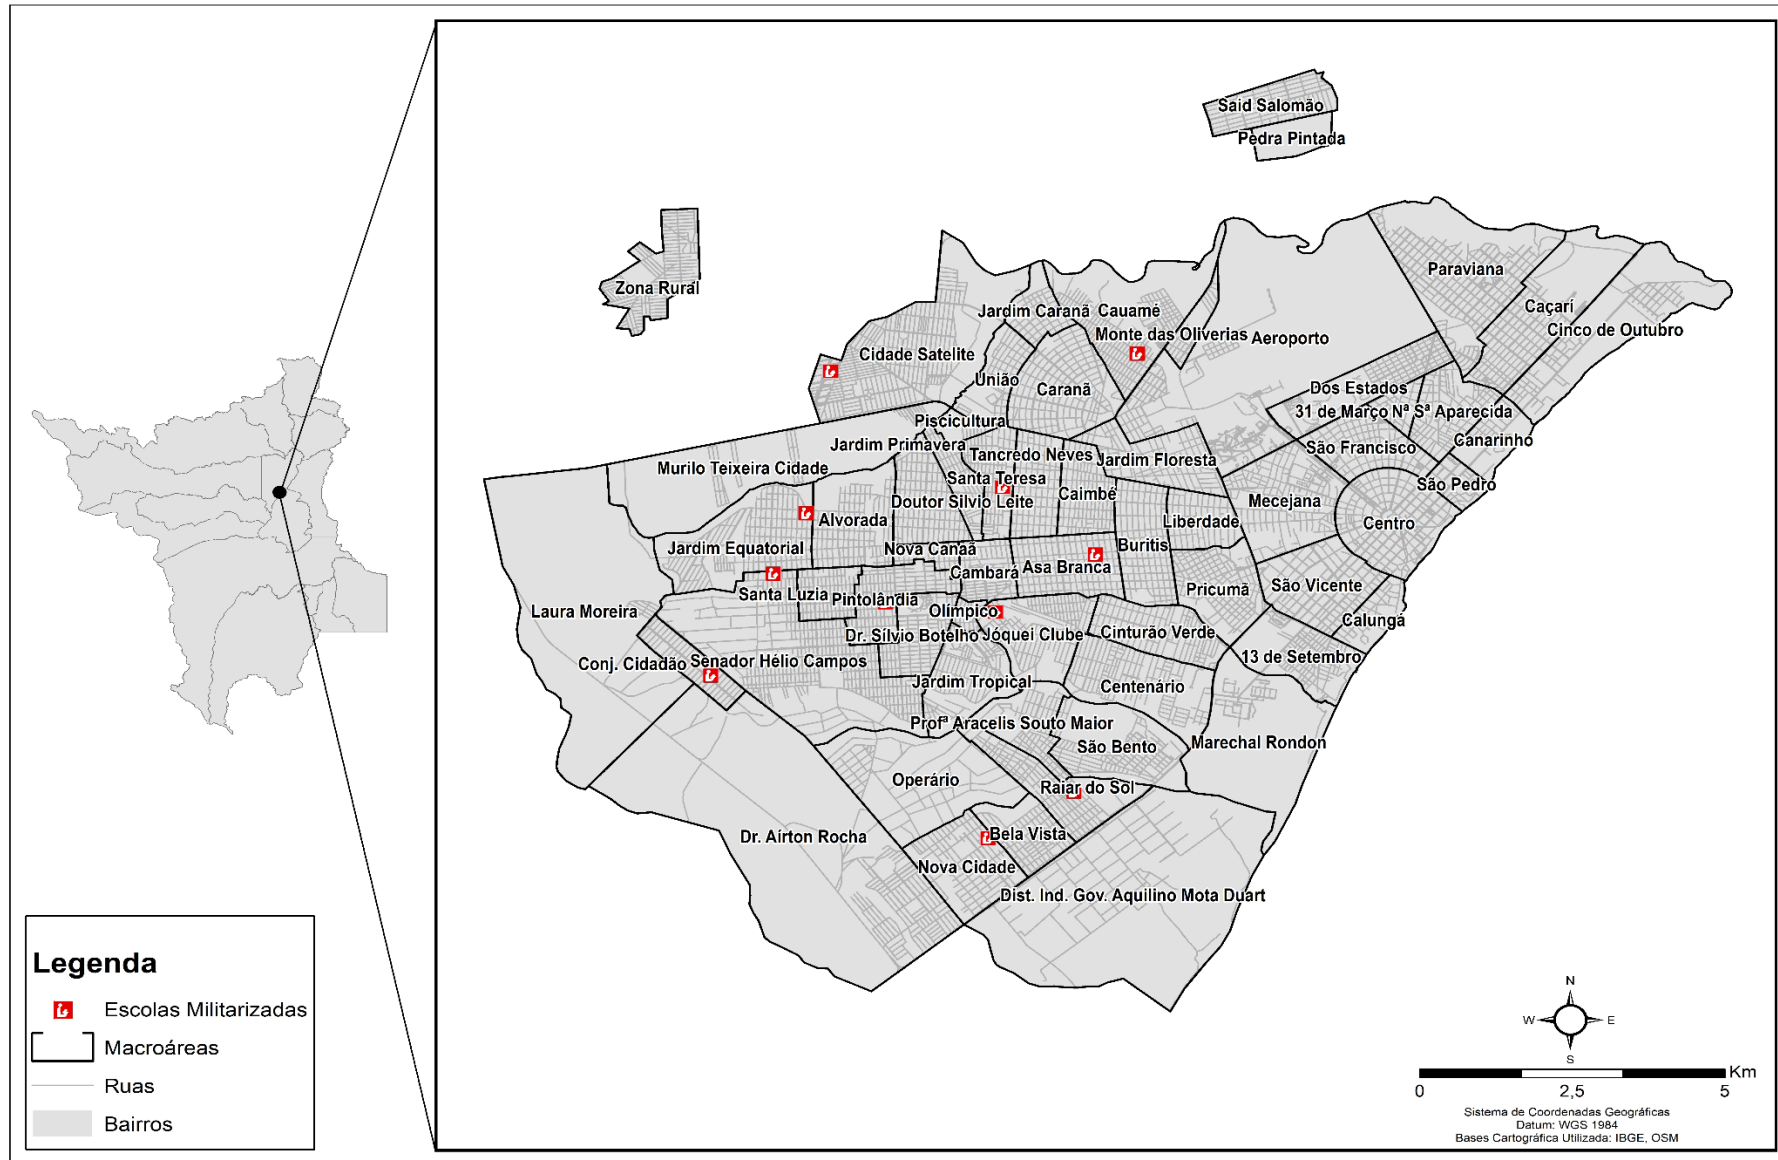 Said Salomão
Pedra Pintada
Zona Rural
Paraviana
Caçarí
Cinco de Outubro
Jardim Caranã
Cauamé
Monte das Oliverias
Aeroporto
Cidade Satelite
União
Caranã
Dos Estados
31 de Março
Nª Sª Aparecida
Piscicultura
Canarinho
Jardim Primavera
São Francisco
Tancredo Neves
Jardim Floresta
Murilo Teixeira Cidade
Santa Teresa
São Pedro
Caimbé
Mecejana
Doutor Silvio Leite
Alvorada
Liberdade
Centro
Jardim Equatorial
Nova Canaã
Buritis
Cambará
Asa Branca
São Vicente
Pricumã
Santa Luzia
Pintolândia
Laura Moreira
Olímpico
Calungá
Dr. Sílvio Botelho
Jóquei Clube
Cinturão Verde
Conj. Cidadão
Senador Hélio Campos
13 de Setembro
Jardim Tropical
Centenário
Profª Aracelis Souto Maior
São Bento
Marechal Rondon
Operário
Raiar do Sol
Dr. Aírton Rocha
Bela Vista
Nova Cidade
Dist. Ind. Gov. Aquilino Mota Duart
Legenda
Escolas Militarizadas
Macroáreas
Ruas
Bairros
N
W
E
S
Km
0
2,5
5
Sistema de Coordenadas Geográficas
Datum: WGS 1984
Bases Cartográfica Utilizada: IBGE, OSM